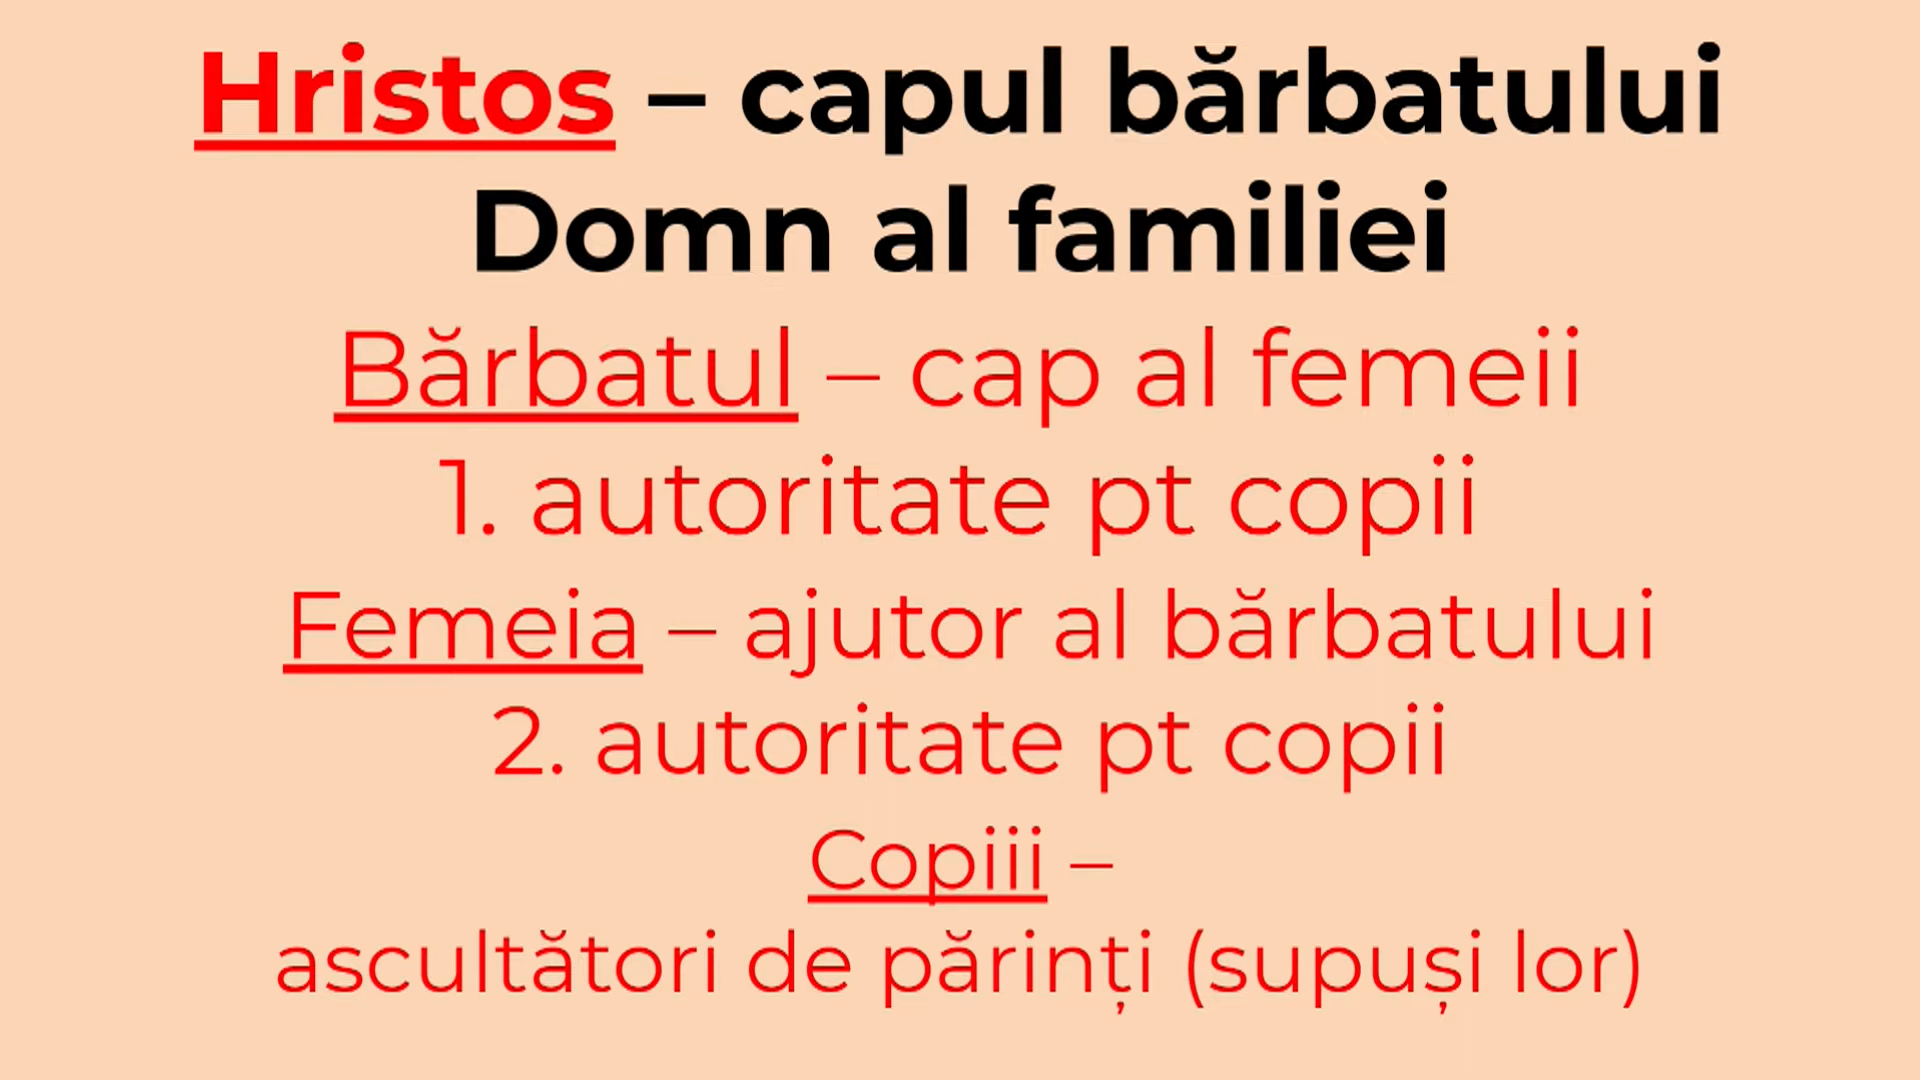 Hristos – capul bărbatului
Domn al familiei
Bărbatul – cap al femeii
1. autoritate pt copii
Femeia – ajutor al bărbatului
2. autoritate pt copii
Copiii –
ascultători de părinți (supuși lor)